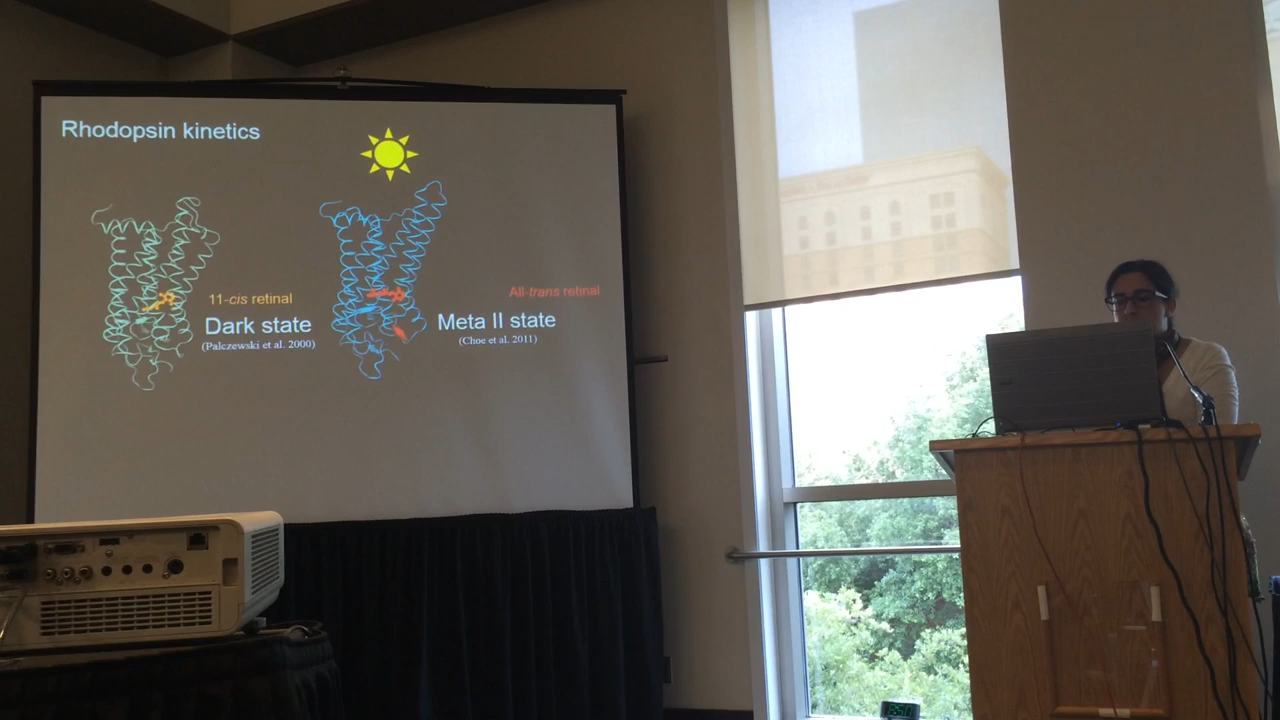 Rhodopsin kinetics
11-cis retinal
Dark state
(Palczewski et al. 2000)
All-trans retinal
Meta II state
(Choe et al. 2011)